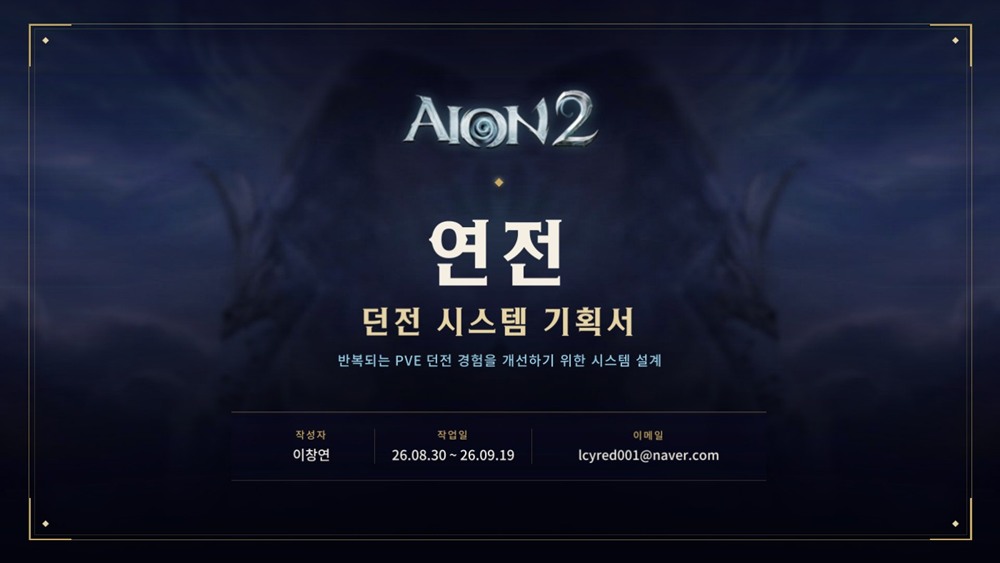 AION2
연전
던전 시스템 기획서
반복되는 PVE 던전 경험을 개선하기 위한 시스템 설계
작성자
이창연
작업일
26.08.30 ~ 26.09.19
이메일
lcyred001@naver.com